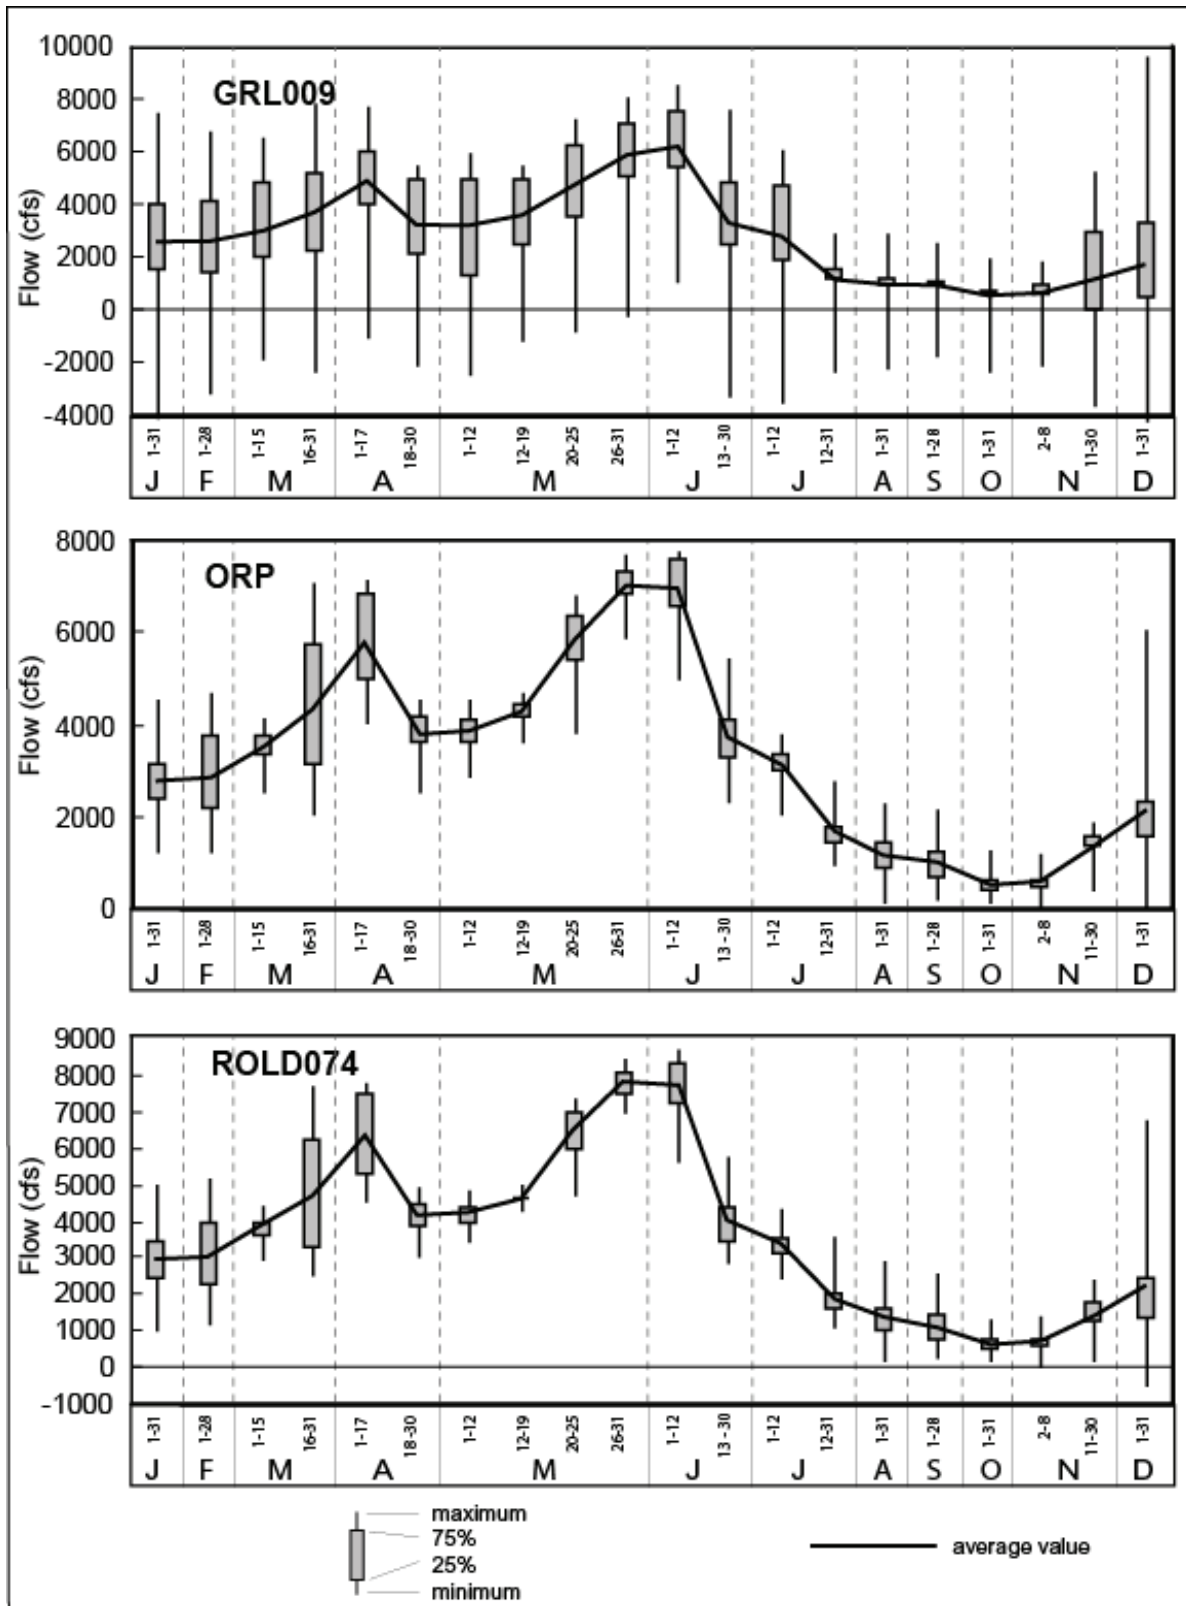 GRL009
Flow (cfs)
10000
8000
6000
4000
2000
0
-2000
-4000
1-31 1-28 1-15 16-31 1-17 18-30 1-12 12-19 20-25 26-31 1-12 13 - 30 1-12 12-31 1-31 1-28 1-31 2-8 11-30 1-31
J F M A M J J A S O N D
ORP
Flow (cfs)
8000
6000
4000
2000
0
1-31 1-28 1-15 16-31 1-17 18-30 1-12 12-19 20-25 26-31 1-12 13 - 30 1-12 12-31 1-31 1-28 1-31 2-8 11-30 1-31
J F M A M J J A S O N D
ROLD074
Flow (cfs)
9000
8000
7000
6000
5000
4000
3000
2000
1000
0
-1000
1-31 1-28 1-15 16-31 1-17 18-30 1-12 12-19 20-25 26-31 1-12 13 - 30 1-12 12-31 1-31 1-28 1-31 2-8 11-30 1-31
J F M A M J J A S O N D
maximum
75%
25%
minimum
average value